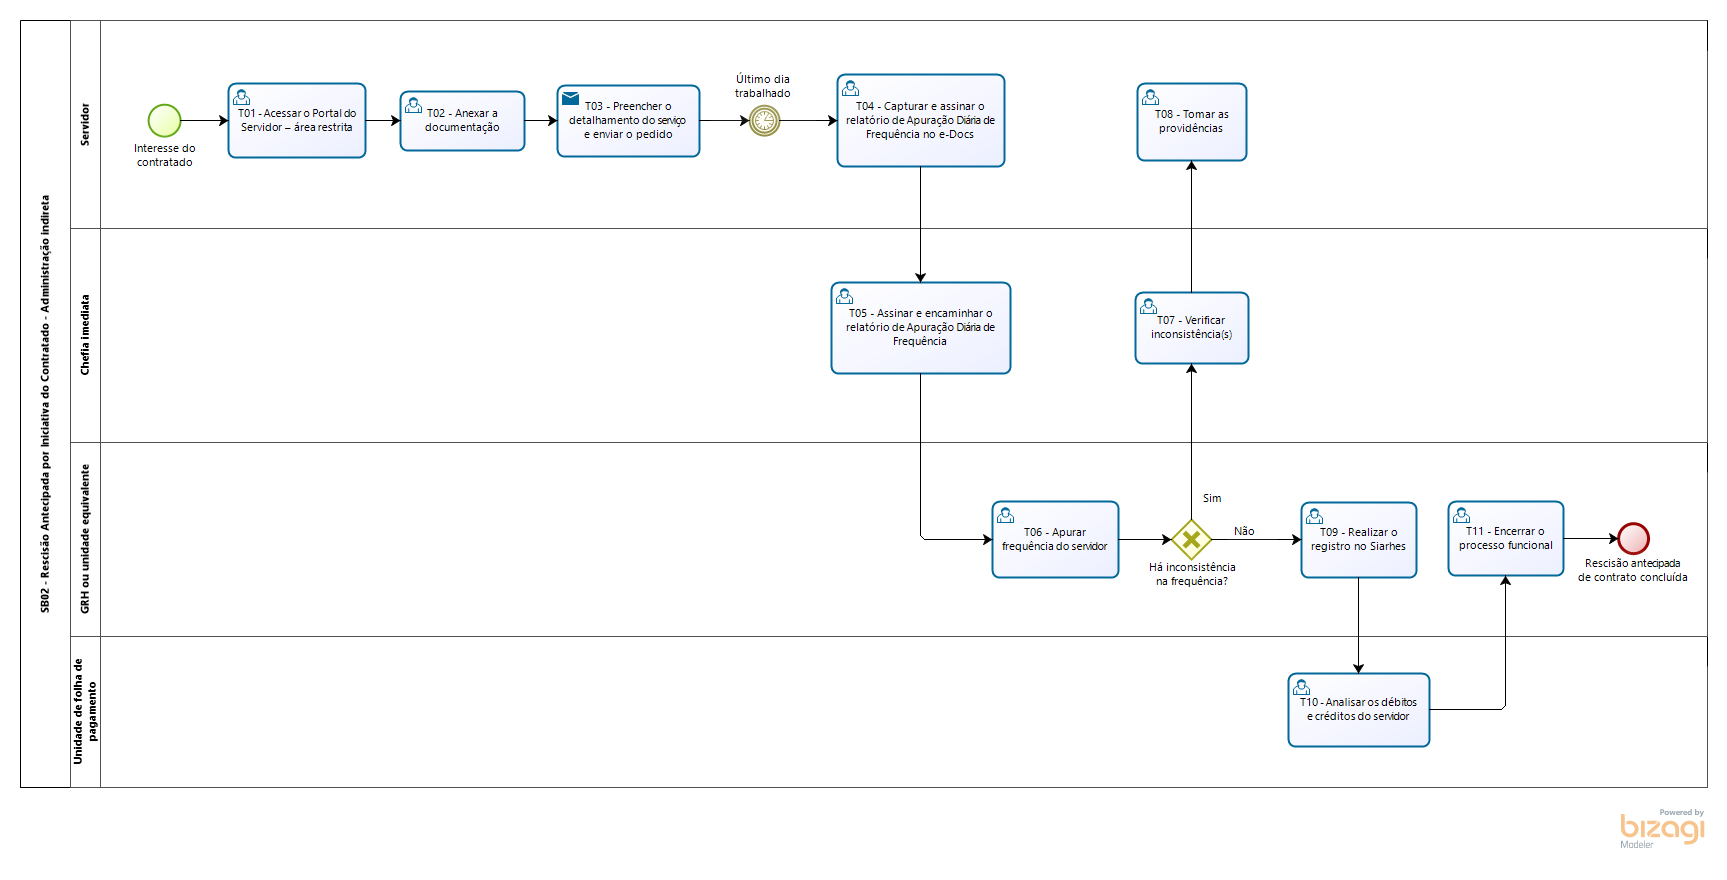 SB02 - Rescisão Antecipada por Iniciativa do Contratado - Administração Indireta
Servidor
Interesse do
contratado
T01 - Acessar o Portal do
Servidor – área restrita
T02 - Anexar a
documentação
T03 - Preencher o
detalhamento do serviço
e enviar o pedido
Último dia
trabalhado
T04 - Capturar e assinar o
relatório de Apuração Diária de
Frequência no e-Docs
T08 - Tomar as
providências
Chefia imediata
T05 - Assinar e encaminhar o
relatório de Apuração Diária de
Frequência
T07 - Verificar
inconsistência(s)
GRH ou unidade equivalente
T06 - Apurar
frequência do servidor
Sim
Não
Há inconsistência
na frequência?
T09 - Realizar o
registro no Siarhes
T11 - Encerrar o
processo funcional
Rescisão antecipada
de contrato concluída
Unidade de folha de
pagamento
T10 - Analisar os débitos
e créditos do servidor
Powered by
bizagi
Modeler